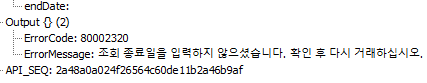 endDate:
Output {} (2)
ErrorCode: 80002320
ErrorMessage: 조회 종료일을 입력하지 않으셨습니다. 확인 후 다시 거래하십시오.
API_SEQ: 2a48a0a024f26564c60de11b2a46b9af